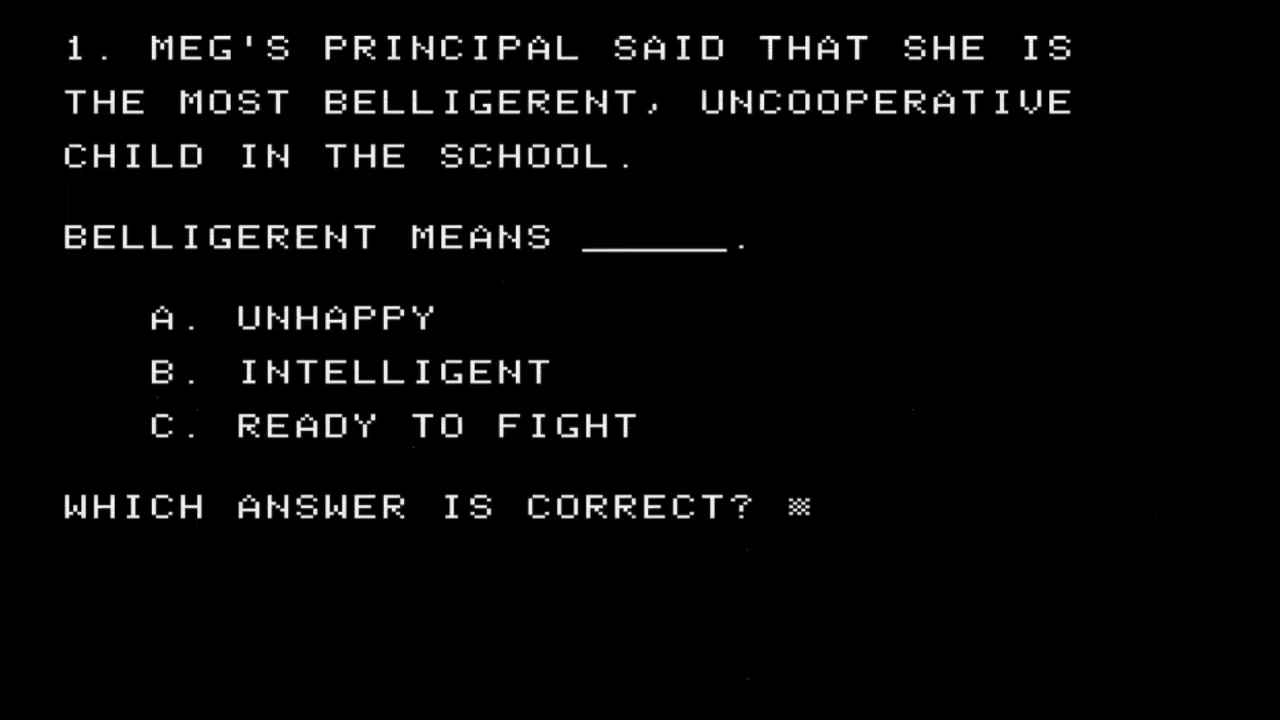 1. MEG'S PRINCIPAL SAID THAT SHE IS
THE MOST BELLIGERENT, UNCOOPERATIVE
CHILD IN THE SCHOOL.
BELLIGERENT MEANS _____.
A. UNHAPPY
B. INTELLIGENT
C. READY TO FIGHT
WHICH ANSWER IS CORRECT?